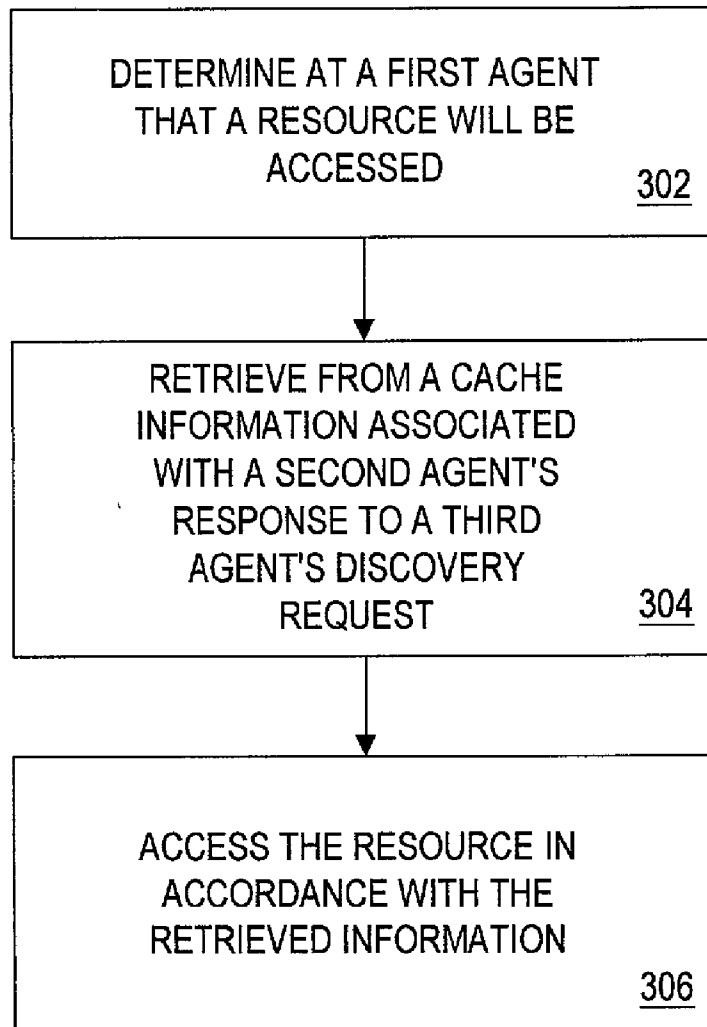 DETERMINE AT A FIRST AGENT
THAT A RESOURCE WILL BE
ACCESSED
302
RETRIEVE FROM A CACHE
INFORMATION ASSOCIATED
WITH A SECOND AGENT'S
RESPONSE TO A THIRD
AGENT'S DISCOVERY
REQUEST
304
ACCESS THE RESOURCE IN
ACCORDANCE WITH THE
RETRIEVED INFORMATION
306